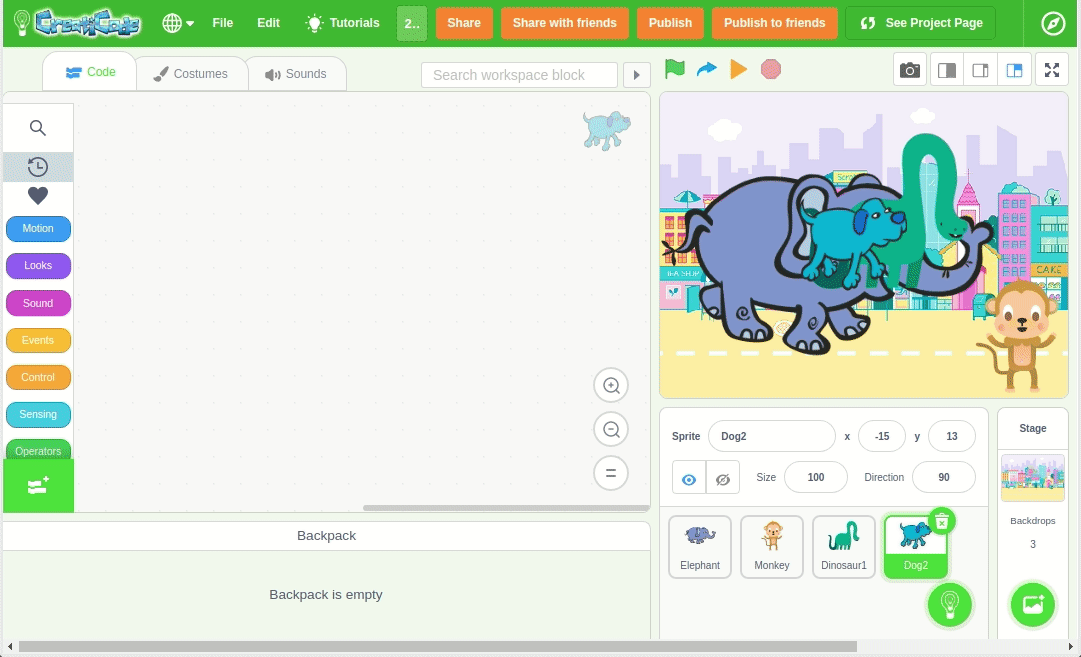 CreatiCode
File
Edit
Tutorials
2..
Share
Share with friends
Publish
Publish to friends
See Project Page
Code
Costumes
Sounds
Search workspace block
Motion
Looks
Sound
Events
Control
Sensing
Operators
CAKE
Sprite
Dog2
x
-15
y
13
Size
100
Direction
90
Stage
Backdrops
3
Elephant
Monkey
Dinosaur1
Dog2
Backpack
Backpack is empty